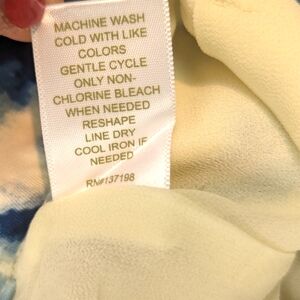 MACHINE WASH
COLD WITH LIKE
COLORS
GENTLE CYCLE
ONLY NON-
CHLORINE BLEACH
WHEN NEEDED
RESHAPE
LINE DRY
COOL IRON IF
NEEDED
RN#137198